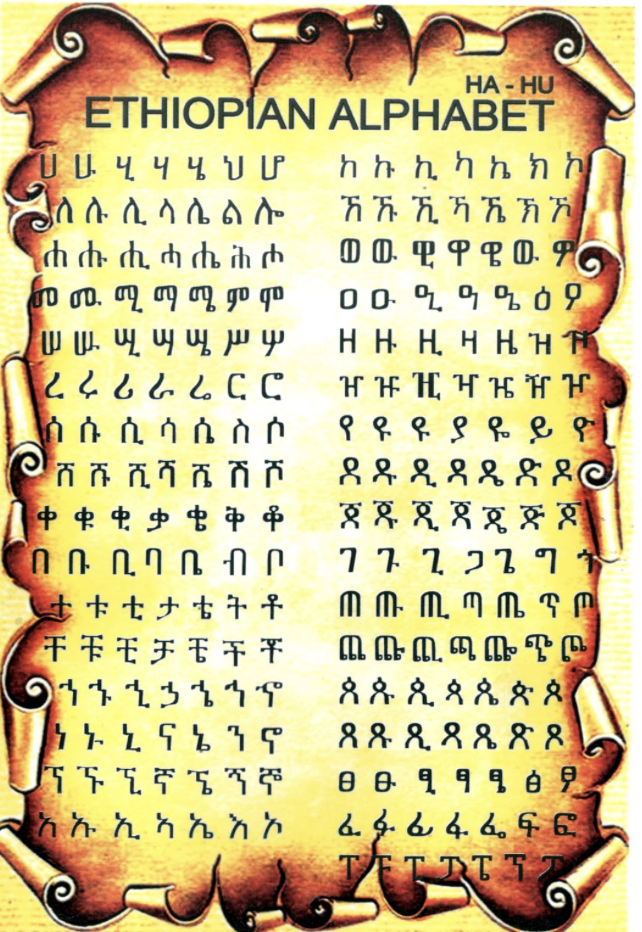 HA - HU
ETHIOPIAN ALPHABET
ሀ ሁ ሂ ሃ ሄ ህ ሆ
ለ ሉ ሊ ላ ሌ ል ሎ
ሐ ሑ ሒ ሓ ሔ ሕ ሖ
መ ሙ ሚ ማ ሜ ም ሞ
ሠ ሡ ሢ ሣ ሤ ሥ ሦ
ረ ሩ ሪ ራ ሬ ር ሮ
ሰ ሱ ሲ ሳ ሴ ስ ሶ
ሸ ሹ ሺ ሻ ሼ ሽ ሾ
ቀ ቁ ቂ ቃ ቄ ቅ ቆ
በ ቡ ቢ ባ ቤ ብ ቦ
ተ ቱ ቲ ታ ቴ ት ቶ
ቸ ቹ ቺ ቻ ቼ ች ቾ
ኀ ኁ ኂ ኃ ኄ ኅ ኆ
ነ ኑ ኒ ና ኔ ን ኖ
ኘ ኙ ኚ ኛ ኜ ኝ ኞ
አ ኡ ኢ ኣ ኤ እ ኦ
ከ ኩ ኪ ካ ኬ ክ ኮ
ኸ ኹ ኺ ኻ ኼ ኽ ኾ
ወ ዉ ዊ ዋ ዌ ው ዎ
ዐ ዑ ዒ ዓ ዔ ዕ ዖ
ዘ ዙ ዚ ዛ ዜ ዝ ዞ
ዠ ዡ ዢ ዣ ዤ ዥ ዦ
የ ዩ ዩ ያ ዬ ይ ዮ
ደ ዱ ዲ ዳ ዴ ድ ዶ
ጀ ጁ ጂ ጃ ጄ ጅ ጆ
ገ ጉ ጊ ጋ ጌ ግ ጎ
ጠ ጡ ጢ ጣ ጤ ጥ ጦ
ጨ ጩ ጪ ጫ ጬ ጭ ጮ
ጰ ጱ ጲ ጳ ጴ ጵ ጶ
ጸ ጹ ጺ ጻ ጼ ጽ ጾ
ፀ ፁ ፂ ፃ ፄ ፅ ፆ
ፈ ፉ ፊ ፋ ፌ ፍ ፎ
ፐ ፑ ፒ ፓ ፔ ፕ ፖ